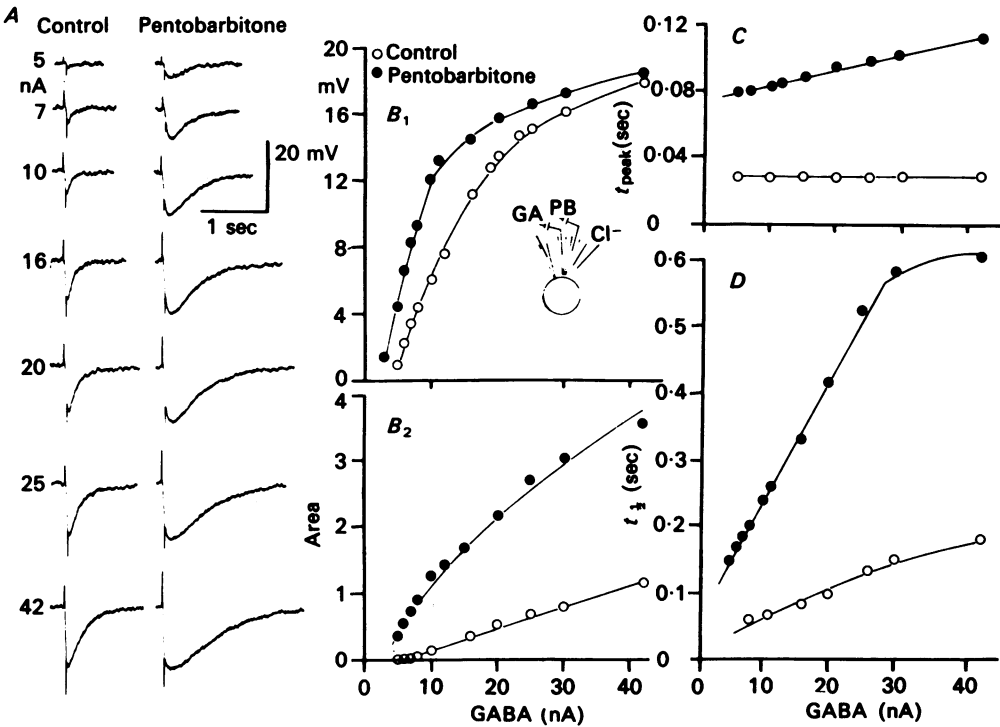 A
Control Pentobarbitone
5
nA
7
10
16
20
25
42
20 mV
1 sec
Control
Pentobarbitone
B1
20
mV
16
12
8
4
0
GA PB Cl−
B2
4
3
2
1
0
Area
0 10 20 30 40
GABA (nA)
C
0·12
0·08
0·04
0
tpeak(sec)
D
0·6
0·5
0·4
0·3
0·2
0·1
0
t½ (sec)
0 10 20 30 40
GABA (nA)